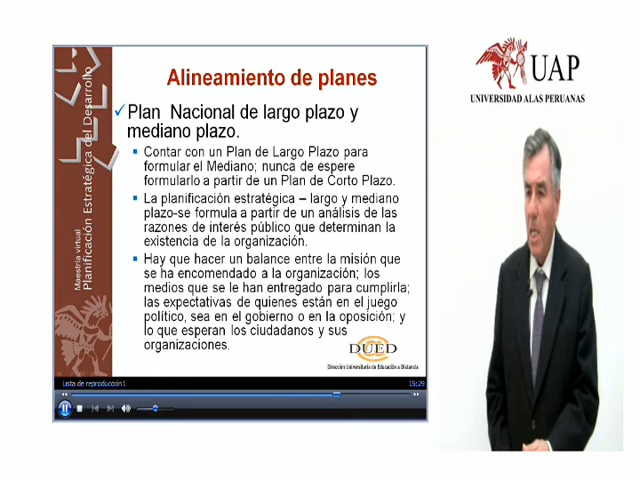 Alineamiento de planes
Plan Nacional de largo plazo y
mediano plazo.
Contar con un Plan de Largo Plazo para
formular el Mediano; nunca de espere
formularlo a partir de un Plan de Corto Plazo.
La planificación estratégica – largo y mediano
plazo-se formula a partir de un análisis de las
razones de interés público que determinan la
existencia de la organización.
Hay que hacer un balance entre la misión que
se ha encomendado a la organización; los
medios que se le han entregado para cumplirla;
las expectativas de quienes están en el juego
político, sea en el gobierno o en la oposición; y
lo que esperan los ciudadanos y sus
organizaciones.
Maestría virtual
Planificación Estratégica del Desarrollo
DUED
Dirección Universitaria de Educación a Distancia
Lista de reproducción1
15:29
UAP
UNIVERSIDAD ALAS PERUANAS